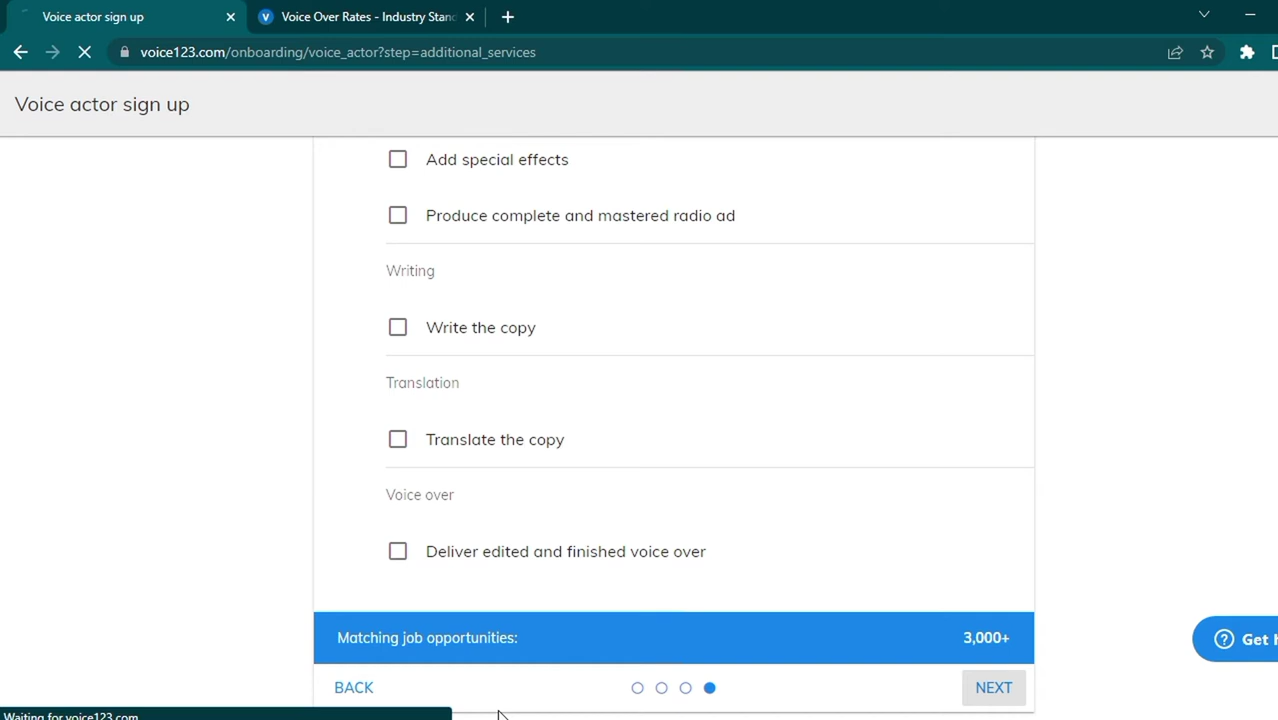 Voice actor sign up
Voice Over Rates - Industry Stand
voice123.com/onboarding/voice_actor?step=additional_services
Voice actor sign up
Add special effects
Produce complete and mastered radio ad
Writing
Write the copy
Translation
Translate the copy
Voice over
Deliver edited and finished voice over
Matching job opportunities: 3,000+
Get h
BACK NEXT
Waiting for voice123.com